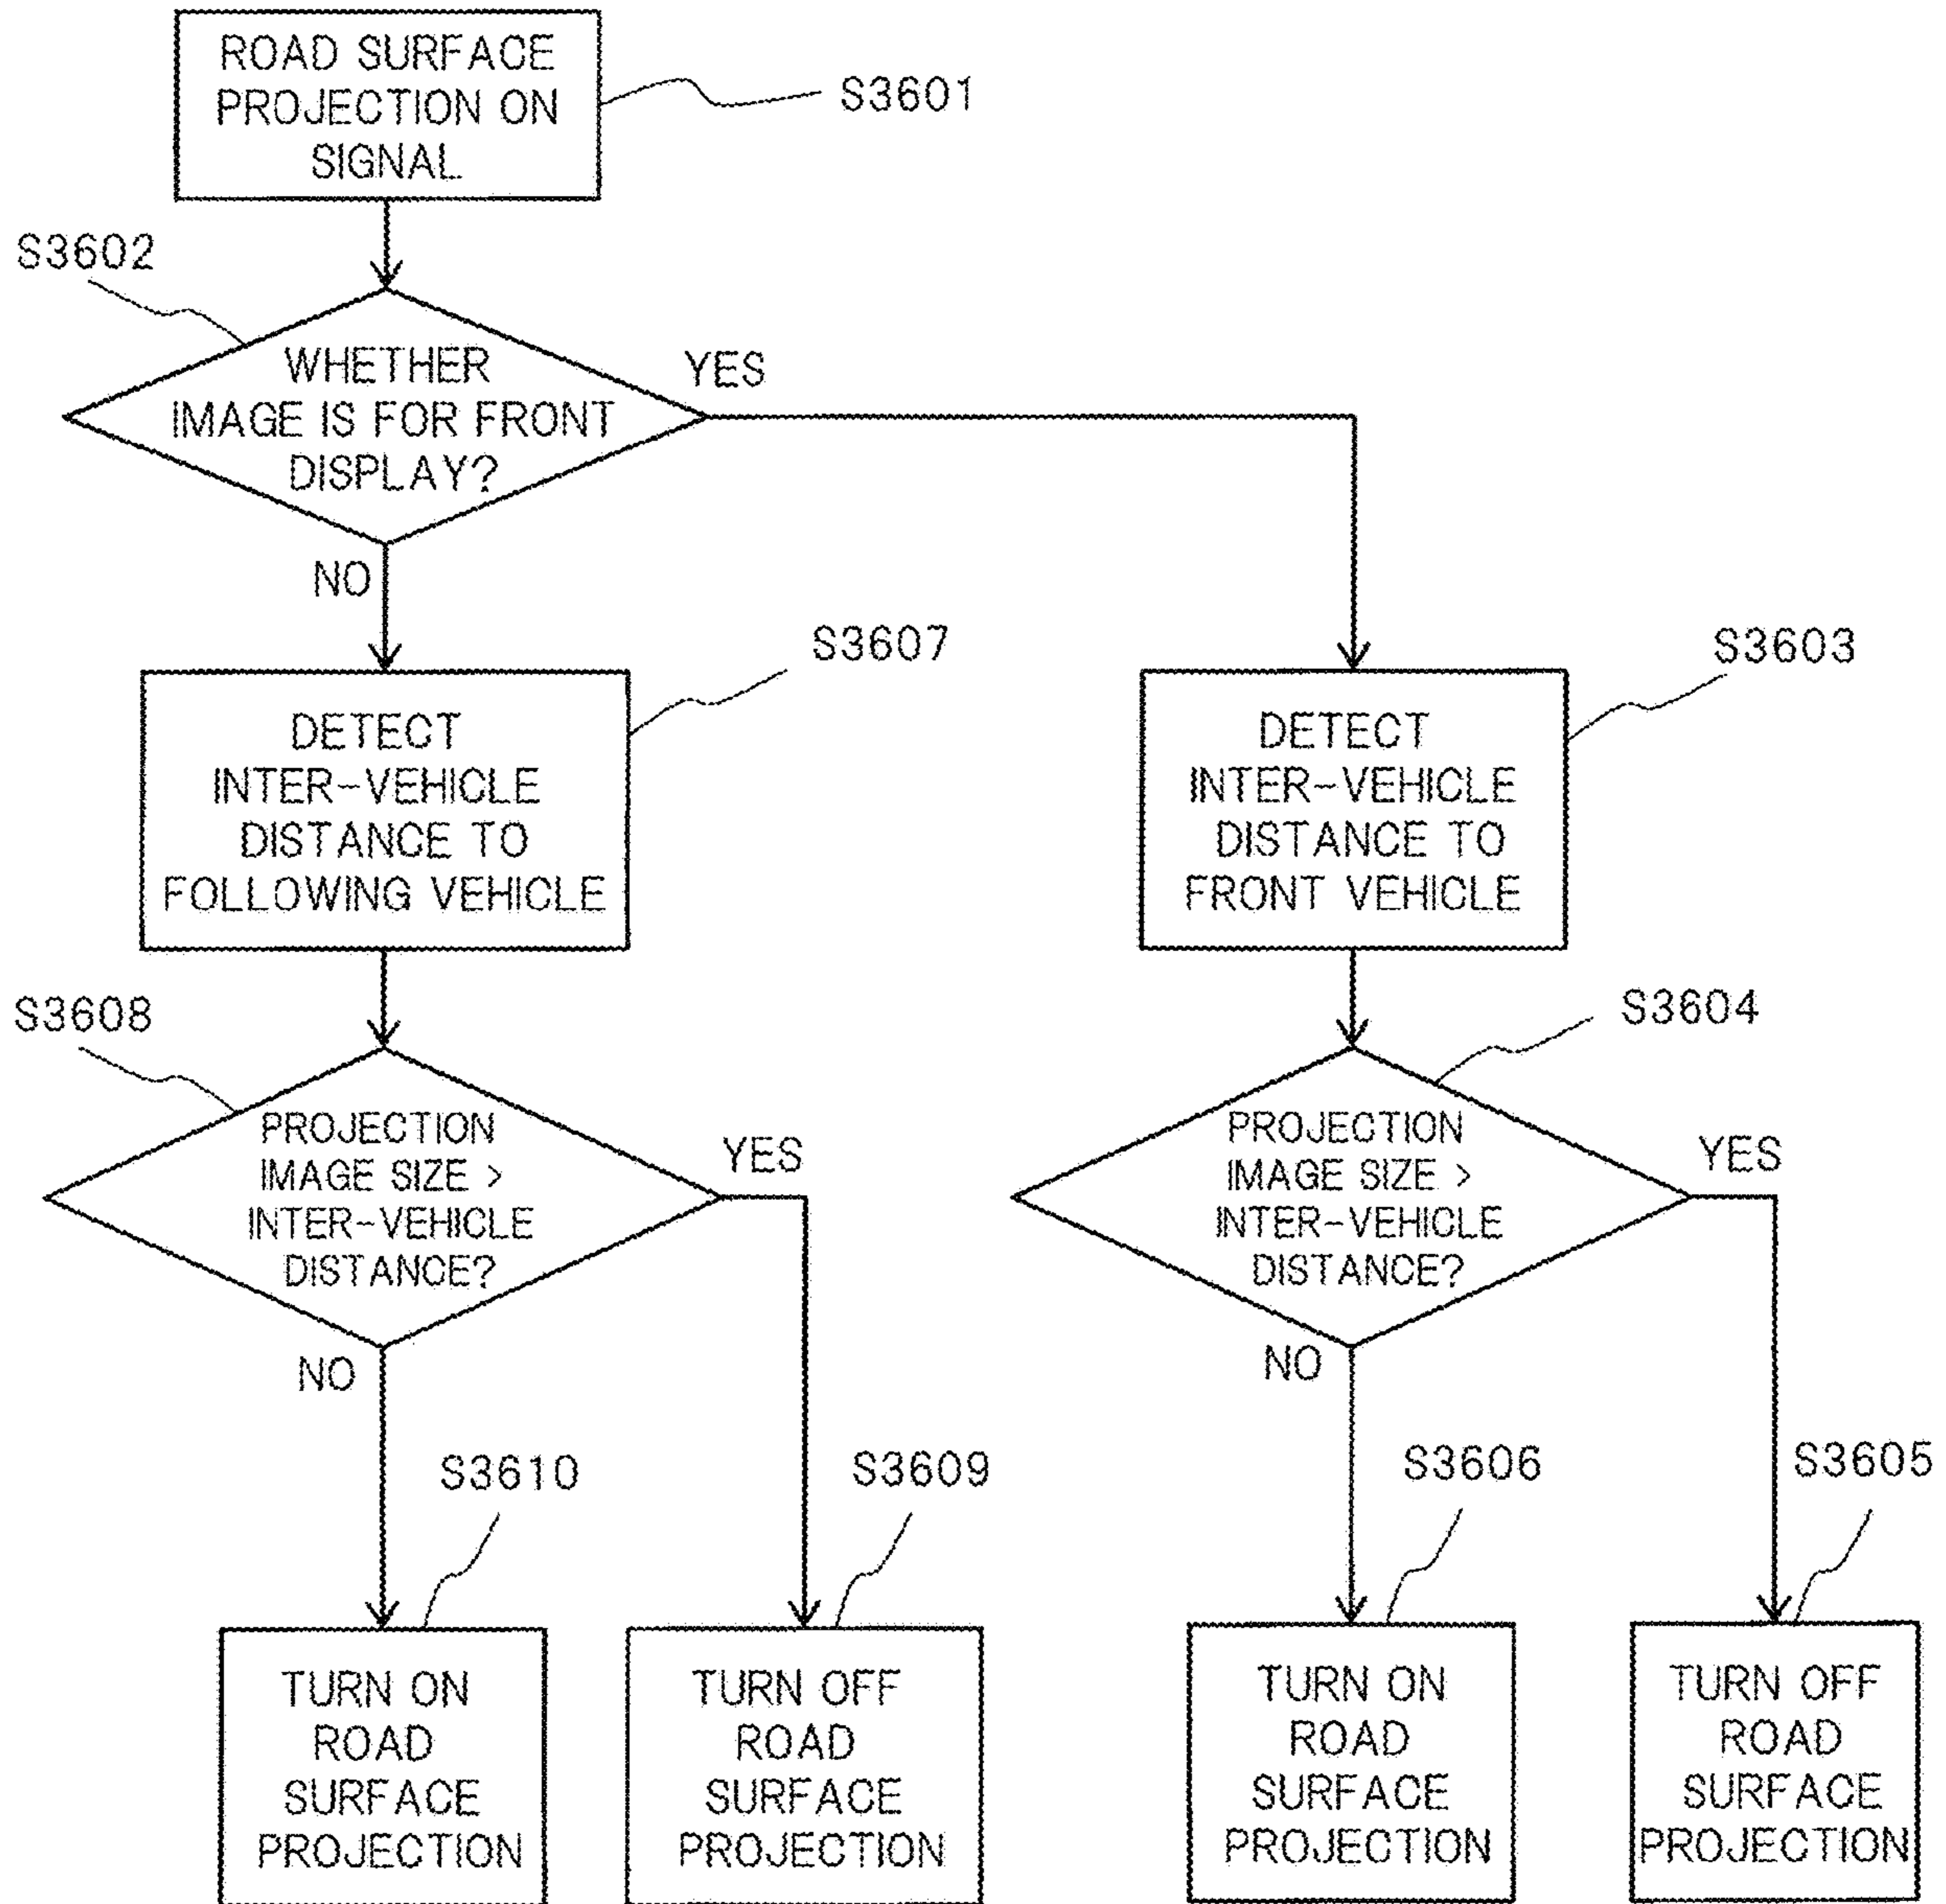 ROAD SURFACE
PROJECTION ON
SIGNAL
S3601
S3602
WHETHER
IMAGE IS FOR FRONT
DISPLAY?
YES
NO
S3607
DETECT
INTER-VEHICLE
DISTANCE TO
FOLLOWING VEHICLE
S3603
DETECT
INTER-VEHICLE
DISTANCE TO
FRONT VEHICLE
S3608
PROJECTION
IMAGE SIZE >
INTER-VEHICLE
DISTANCE?
YES
NO
S3604
PROJECTION
IMAGE SIZE >
INTER-VEHICLE
DISTANCE?
YES
NO
S3610
TURN ON
ROAD
SURFACE
PROJECTION
S3609
TURN OFF
ROAD
SURFACE
PROJECTION
S3606
TURN ON
ROAD
SURFACE
PROJECTION
S3605
TURN OFF
ROAD
SURFACE
PROJECTION